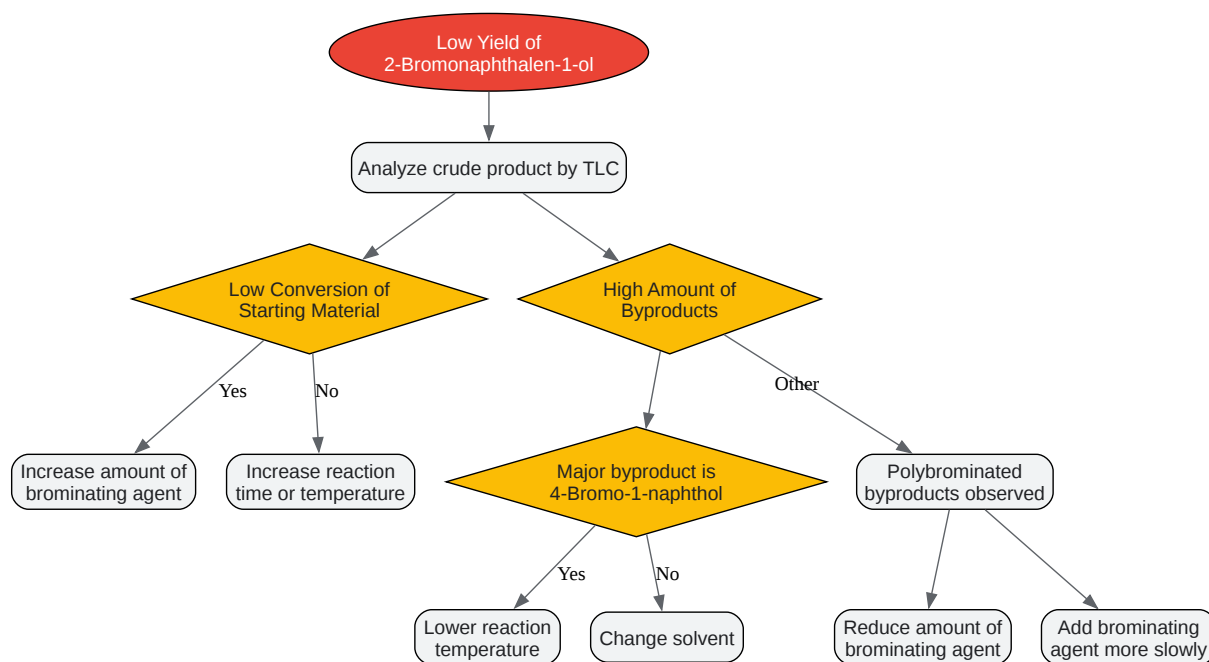 Low Yield of
2-Bromonaphthalen-1-ol
Analyze crude product by TLC
Low Conversion of
Starting Material
High Amount of
Byproducts
Yes
No
Other
Increase amount of
brominating agent
Increase reaction
time or temperature
Major byproduct is
4-Bromo-1-naphthol
Polybrominated
byproducts observed
Yes
No
Lower reaction
temperature
Change solvent
Reduce amount of
brominating agent
Add brominating
agent more slowly